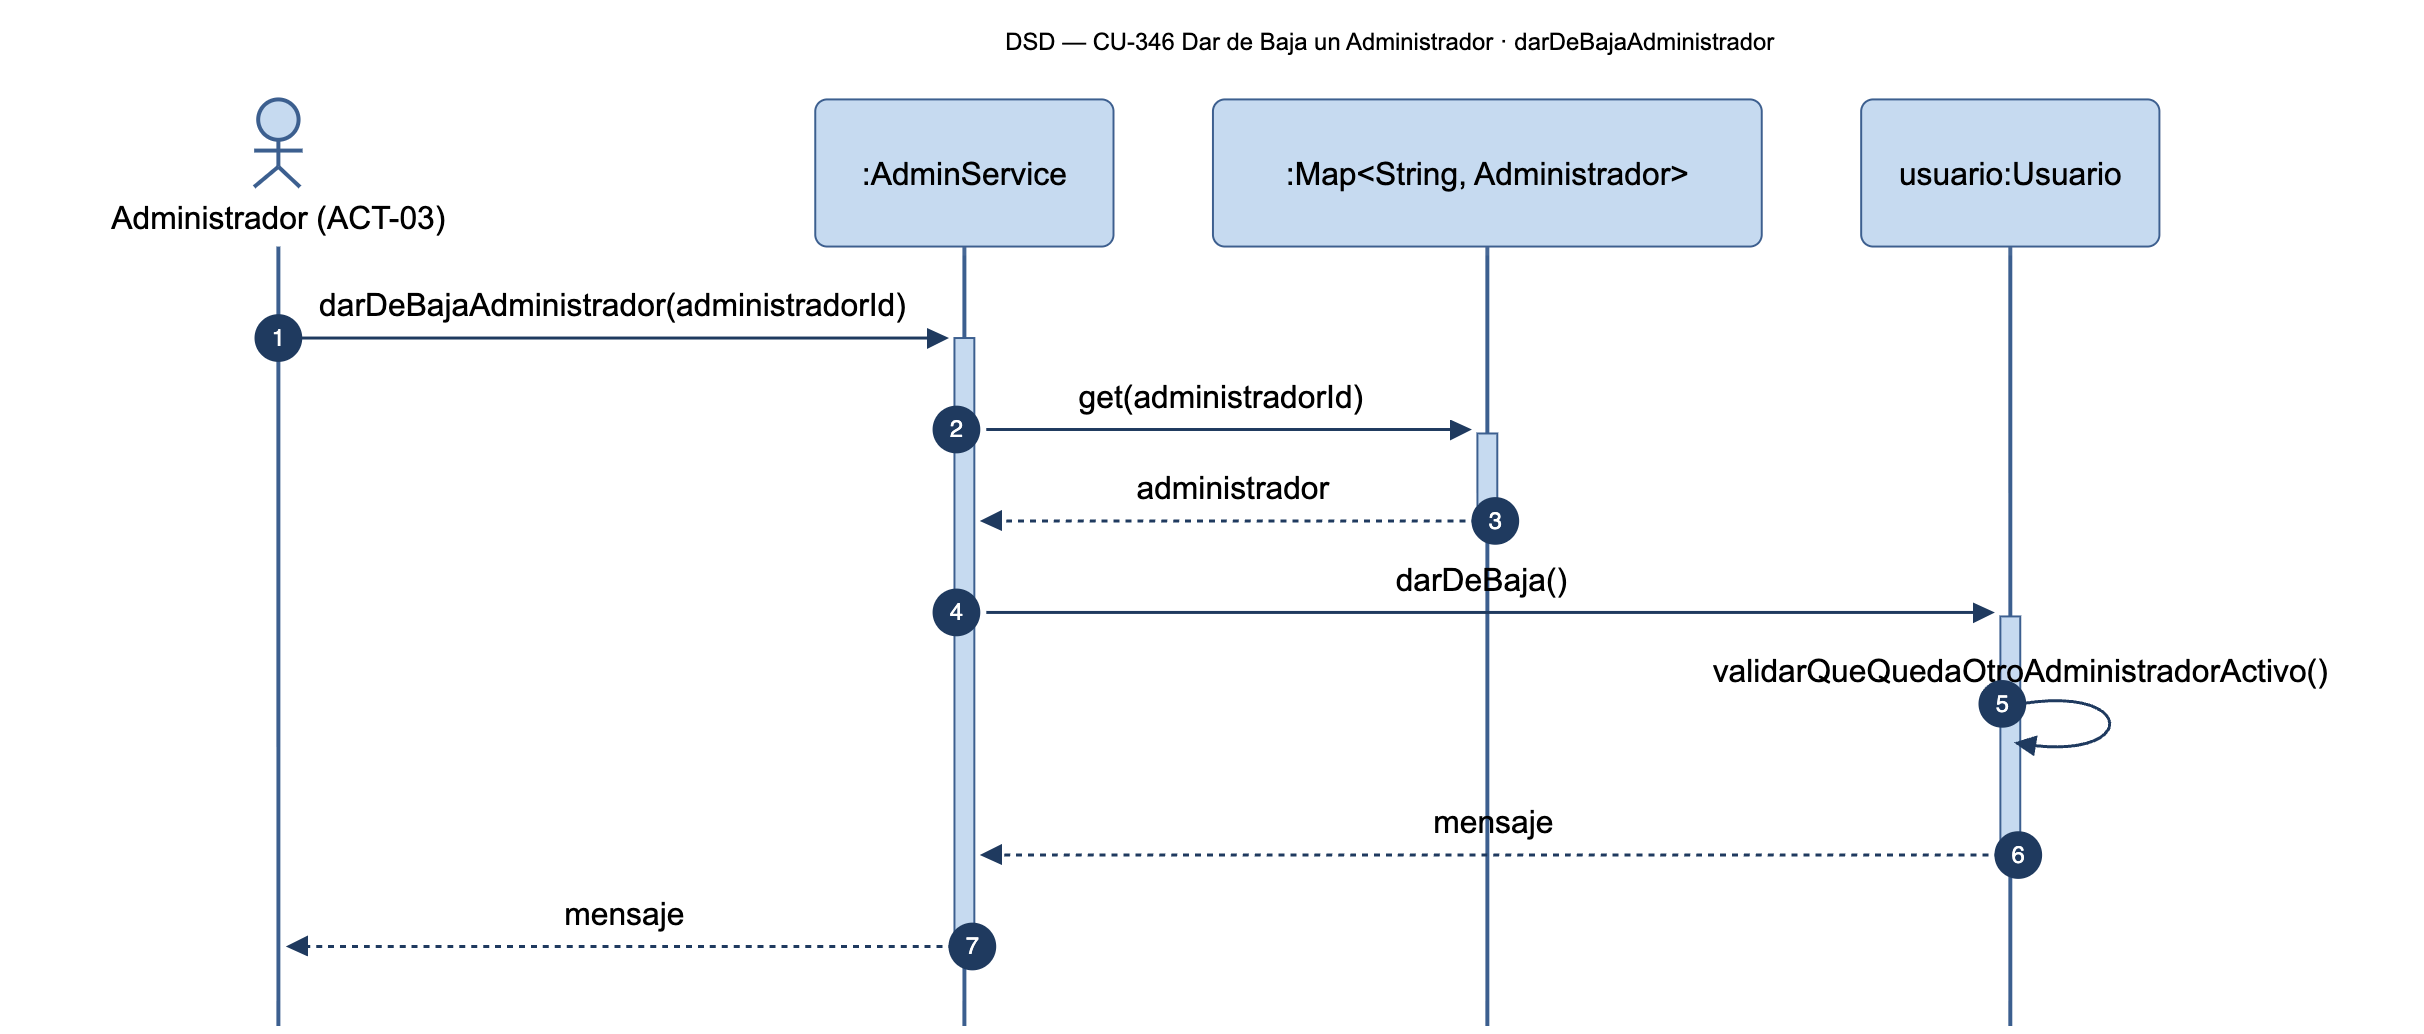 DSD — CU-346 Dar de Baja un Administrador · darDeBajaAdministrador
Administrador (ACT-03)
:AdminService
:Map<String, Administrador>
usuario:Usuario
darDeBajaAdministrador(administradorId)
1
get(administradorId)
2
administrador
3
darDeBaja()
4
validarQueQuedaOtroAdministradorActivo()
5
mensaje
6
mensaje
7